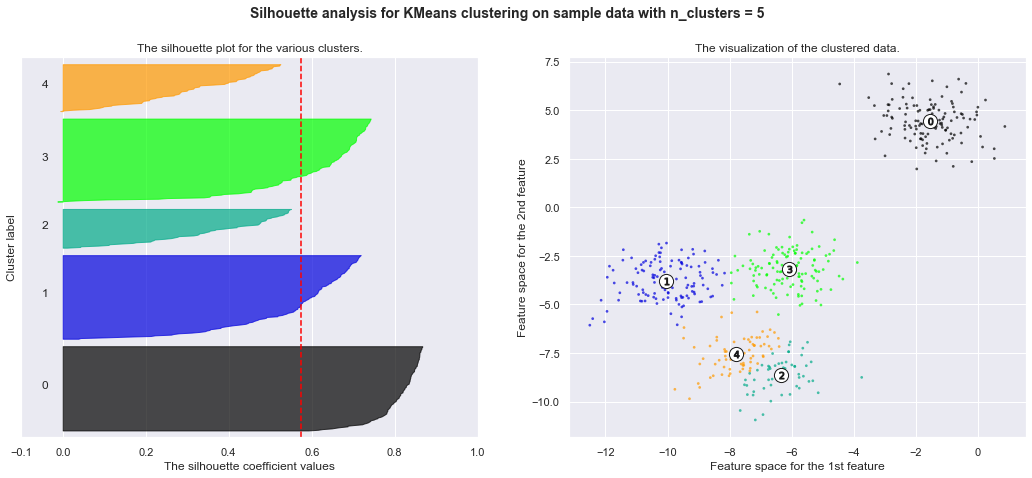 Silhouette analysis for KMeans clustering on sample data with n_clusters = 5
The silhouette plot for the various clusters.
4
3
2
1
0
Cluster label
−0.1 0.0 0.2 0.4 0.6 0.8 1.0
The silhouette coefficient values
The visualization of the clustered data.
7.5
5.0
2.5
0.0
−2.5
−5.0
−7.5
−10.0
Feature space for the 2nd feature
0
3
1
4
2
−12 −10 −8 −6 −4 −2 0
Feature space for the 1st feature